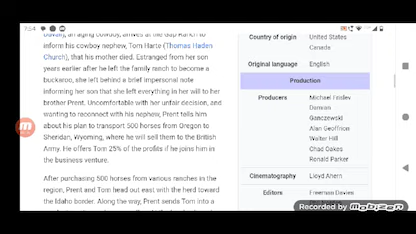 2:54
Duvall), an aging cowboy, arrives at the Gap Ranch to
inform his cowboy nephew, Tom Harte (Thomas Haden
Church), that his mother died. Estranged from her son
years earlier after he left the family ranch to become a
buckaroo, she left behind a brief impersonal note
informing her son that she left everything in her will to her
brother Prent. Uncomfortable with her unfair decision, and
wanting to reconnect with his nephew, Prent tells him
about his plan to transport 500 horses from Oregon to
Sheridan, Wyoming, where he will sell them to the British
Army. He offers Tom 25% of the profits if he joins him in
the business venture.
After purchasing 500 horses from various ranches in the
region, Prent and Tom head out east with the herd toward
the Idaho border. Along the way, Prent sends Tom into a
Country of origin United States
Canada
Original language English
Production
Producers Michael Frislev
Damian
Ganczewski
Alan Geoffrion
Walter Hill
Chad Oakes
Ronald Parker
Cinematography Lloyd Ahern
Editors Freeman Davies
Recorded by Mobizen